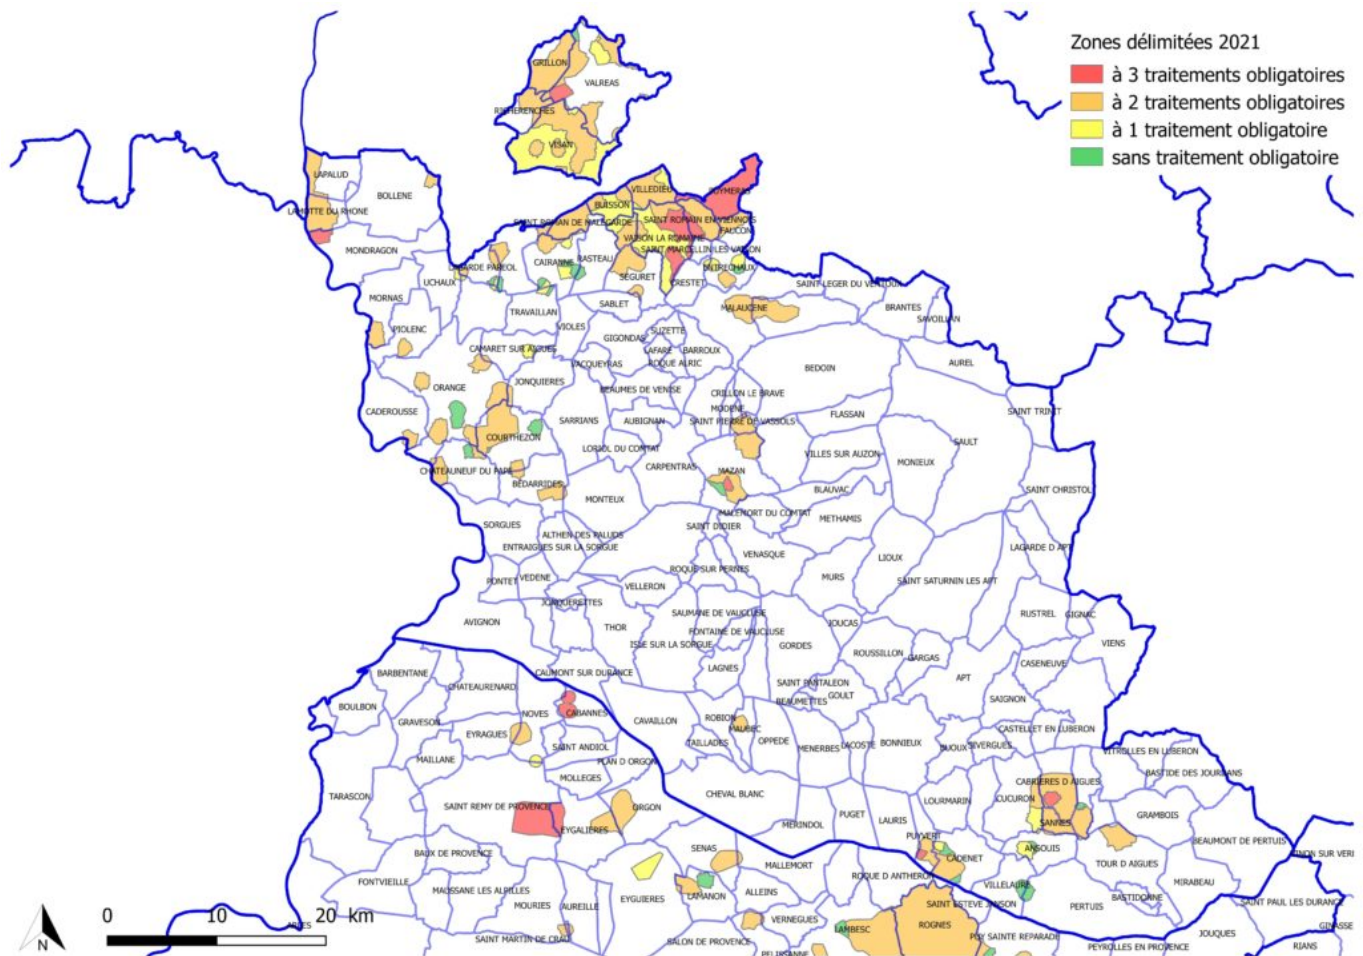 Zones délimitées 2021
à 3 traitements obligatoires
à 2 traitements obligatoires
à 1 traitement obligatoire
sans traitement obligatoire
GRILLON
VALREAS
RICHERENCHES
VISAN
LAPALUD
BOLLENE
LAMOTTE DU RHONE
MONDRAGON
VILLEDIEU
PUYMERAS
BUISSON
SAINT ROMAN DE MALEGARDE
SAINT ROMAIN EN VIENNOIS
FAUCON
VAISON LA ROMAINE
SAINT MARCELLIN LES VAISON
LAGARDE PAREOL
CAIRANNE
RASTEAU
SEGURET
CRESTET
ENTRECHAUX
UCHAUX
SAINT LEGER DU VENTOUX
MORNAS
SABLET
MALAUCENE
BRANTES
SAVOILLAN
TRAVAILLAN
PIOLENC
VIOLES
GIGONDAS
SUZETTE
CAMARET SUR AIGUES
LAFARE
BARROUX
VACQUEYRAS
ROQUE ALRIC
BEDOIN
AUREL
ORANGE
JONQUIERES
BEAUMES DE VENISE
CRILLON LE BRAVE
CADEROUSSE
MODENE
SARRIANS
AUBIGNAN
SAINT PIERRE DE VASSOLS
FLASSAN
SAINT TRINIT
COURTHEZON
LORIOL DU COMTAT
SAULT
VILLES SUR AUZON
CHATEAUNEUF DU PAPE
CARPENTRAS
MAZAN
MONIEUX
BEDARRIDES
MONTEUX
BLAUVAC
SAINT CHRISTOL
MALEMORT DU COMTAT
METHAMIS
SORGUES
SAINT DIDIER
ALTHEN DES PALUDS
ENTRAIGUES SUR LA SORGUE
VENASQUE
LIOUX
LAGARDE D APT
ROQUE SUR PERNES
PONTET
VEDENE
VELLERON
MURS
SAINT SATURNIN LES APT
JONQUERETTES
SAUMANE DE VAUCLUSE
RUSTREL
GIGNAC
AVIGNON
THOR
FONTAINE DE VAUCLUSE
JOUCAS
ISLE SUR LA SORGUE
GORDES
VIENS
ROUSSILLON
GARGAS
CASENEUVE
BARBENTANE
CAUMONT SUR DURANCE
LAGNES
APT
CHATEAURENARD
SAINT PANTALEON
GOULT
BEAUMETTES
SAIGNON
BOULBON
NOVES
CABANNES
GRAVESON
CAVAILLON
ROBION
MAUBEC
CASTELLET EN LUBERON
EYRAGUES
SAINT ANDIOL
TAILLADES
OPPEDE
MENERBES
LACOSTE
BONNIEUX
BUOUX
SIVERGUES
VITROLLES EN LUBERON
MAILLANE
PLAN D ORGON
BASTIDE DES JOURDANS
MOLLEGES
CABRIERES D AIGUES
TARASCON
CHEVAL BLANC
LOURMARIN
CUCURON
SAINT REMY DE PROVENCE
ORGON
PUGET
GRAMBOIS
EYGALIERES
MERINDOL
LAURIS
SANNES
PUYVERT
BEAUMONT DE PERTUIS
BAUX DE PROVENCE
SENAS
MALLEMORT
CADENET
ANSOUIS
TOUR D AIGUES
FONTVIEILLE
ROQUE D ANTHERON
VILLELAURE
MIRABEAU
MAUSSANE LES ALPILLES
EYGUIERES
LAMANON
ALLEINS
BASTIDONNE
MOURIES
AUREILLE
SAINT ESTEVE JANSON
PERTUIS
SAINT PAUL LES DURANC
VERNEGUES
LAMBESC
ROGNES
JOUQUES
GINASSE
SAINT MARTIN DE CRAU
SALON DE PROVENCE
PUY SAINTE REPARADE
PEYROLLES EN PROVENCE
RIANS
PELISSANNE
0 10 20 km
N